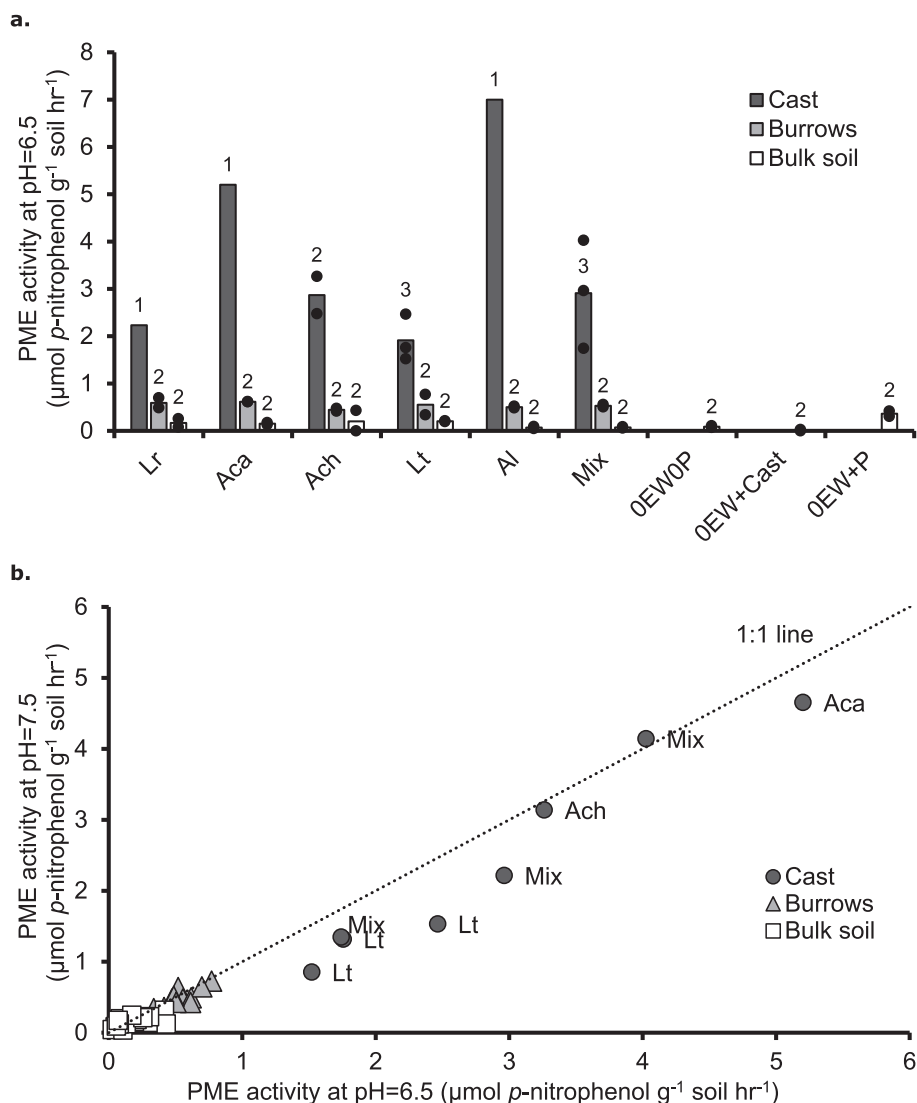 a.
PME activity at pH=6.5
(μmol p-nitrophenol g⁻¹ soil hr⁻¹)
8
7
6
5
4
3
2
1
0
1 2 2
1 2 2
2 2 2
3 2 2
1 2 2
3 2 2
2
2
2
Cast
Burrows
Bulk soil
Lr
Aca
Ach
Lt
Al
Mix
0EW0P
0EW+Cast
0EW+P
b.
PME activity at pH=7.5
(μmol p-nitrophenol g⁻¹ soil hr⁻¹)
6
5
4
3
2
1
0
1:1 line
Aca
Mix
Ach
Mix
Lt
Mix
Lt
Lt
Cast
Burrows
Bulk soil
0 1 2 3 4 5 6
PME activity at pH=6.5 (μmol p-nitrophenol g⁻¹ soil hr⁻¹)